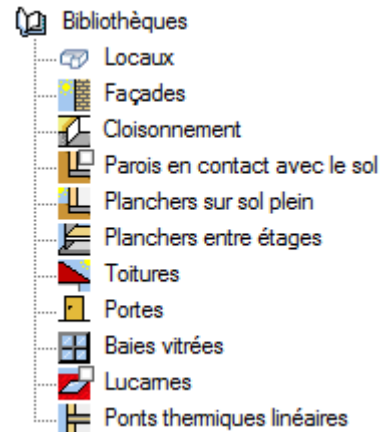 Bibliothèques
Locaux
Façades
Cloisonnement
Parois en contact avec le sol
Planchers sur sol plein
Planchers entre étages
Toitures
Portes
Baies vitrées
Lucarnes
Ponts thermiques linéaires